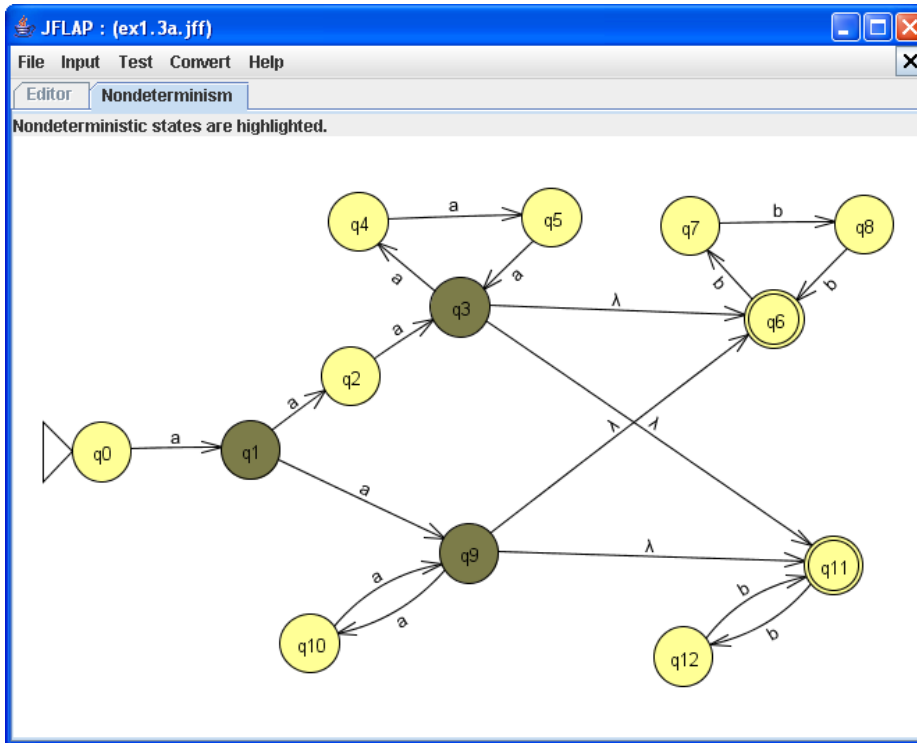 JFLAP : (ex1.3a.jff)
File Input Test Convert Help
Editor Nondeterminism
Nondeterministic states are highlighted.
q4 a q5 q7 b q8
a a b b
q3 λ q6
a
q2
a λ λ
q0 a q1
a
q9 λ q11
a b
a b
q10 q12